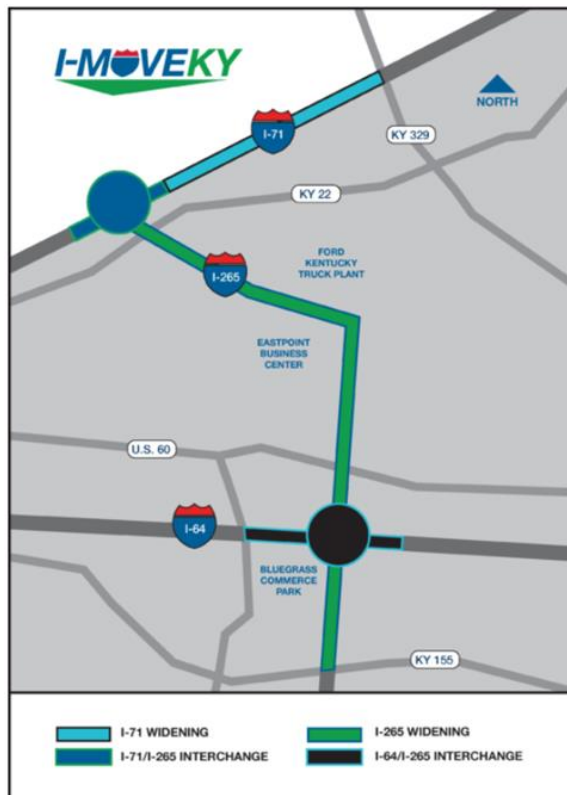 I-MOVEKY
NORTH
I-71
KY 329
KY 22
FORD
KENTUCKY
TRUCK PLANT
I-265
EASTPOINT
BUSINESS
CENTER
U.S. 60
I-64
BLUEGRASS
COMMERCE
PARK
KY 155
I-71 WIDENING
I-265 WIDENING
I-71/I-265 INTERCHANGE
I-64/I-265 INTERCHANGE